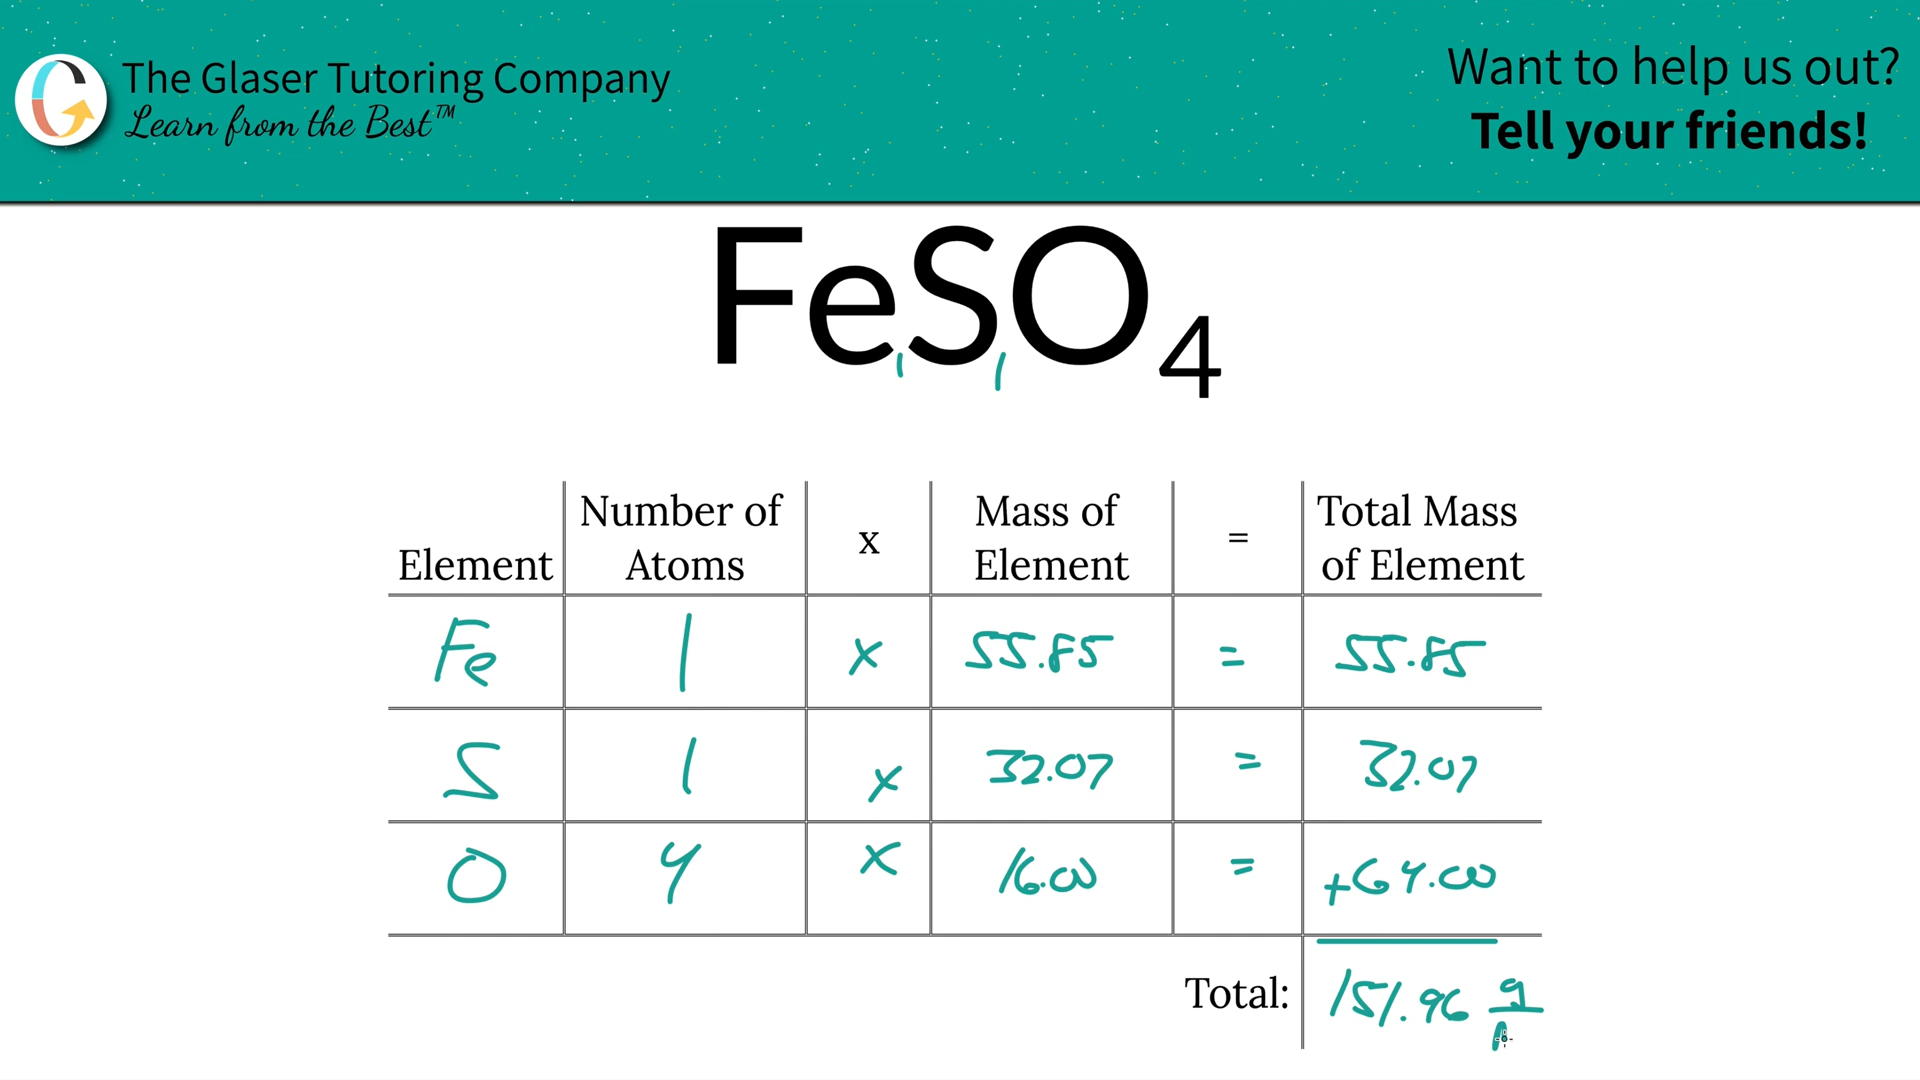 The Glaser Tutoring Company
Learn from the Best™
Want to help us out?
Tell your friends!
FeSO4
1 1
Element Number of Atoms x Mass of Element = Total Mass of Element
Fe 1 x 55.85 = 55.85
S 1 x 32.07 = 32.07
O 4 x 16.00 = +64.00
Total: 151.96 g